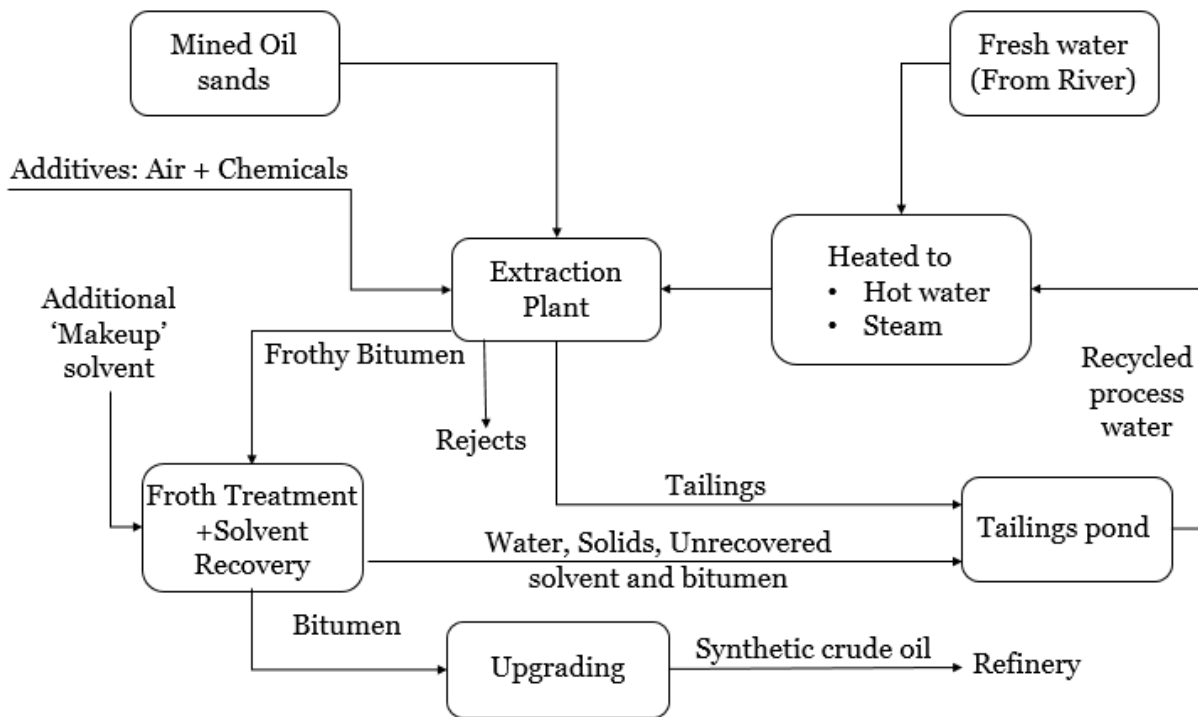 Mined Oil
sands
Fresh water
(From River)
Additives: Air + Chemicals
Extraction
Plant
Heated to
• Hot water
• Steam
Additional
‘Makeup’
solvent
Frothy Bitumen
Rejects
Recycled
process
water
Froth Treatment
+Solvent
Recovery
Tailings
Water, Solids, Unrecovered
solvent and bitumen
Tailings pond
Bitumen
Upgrading
Synthetic crude oil
Refinery